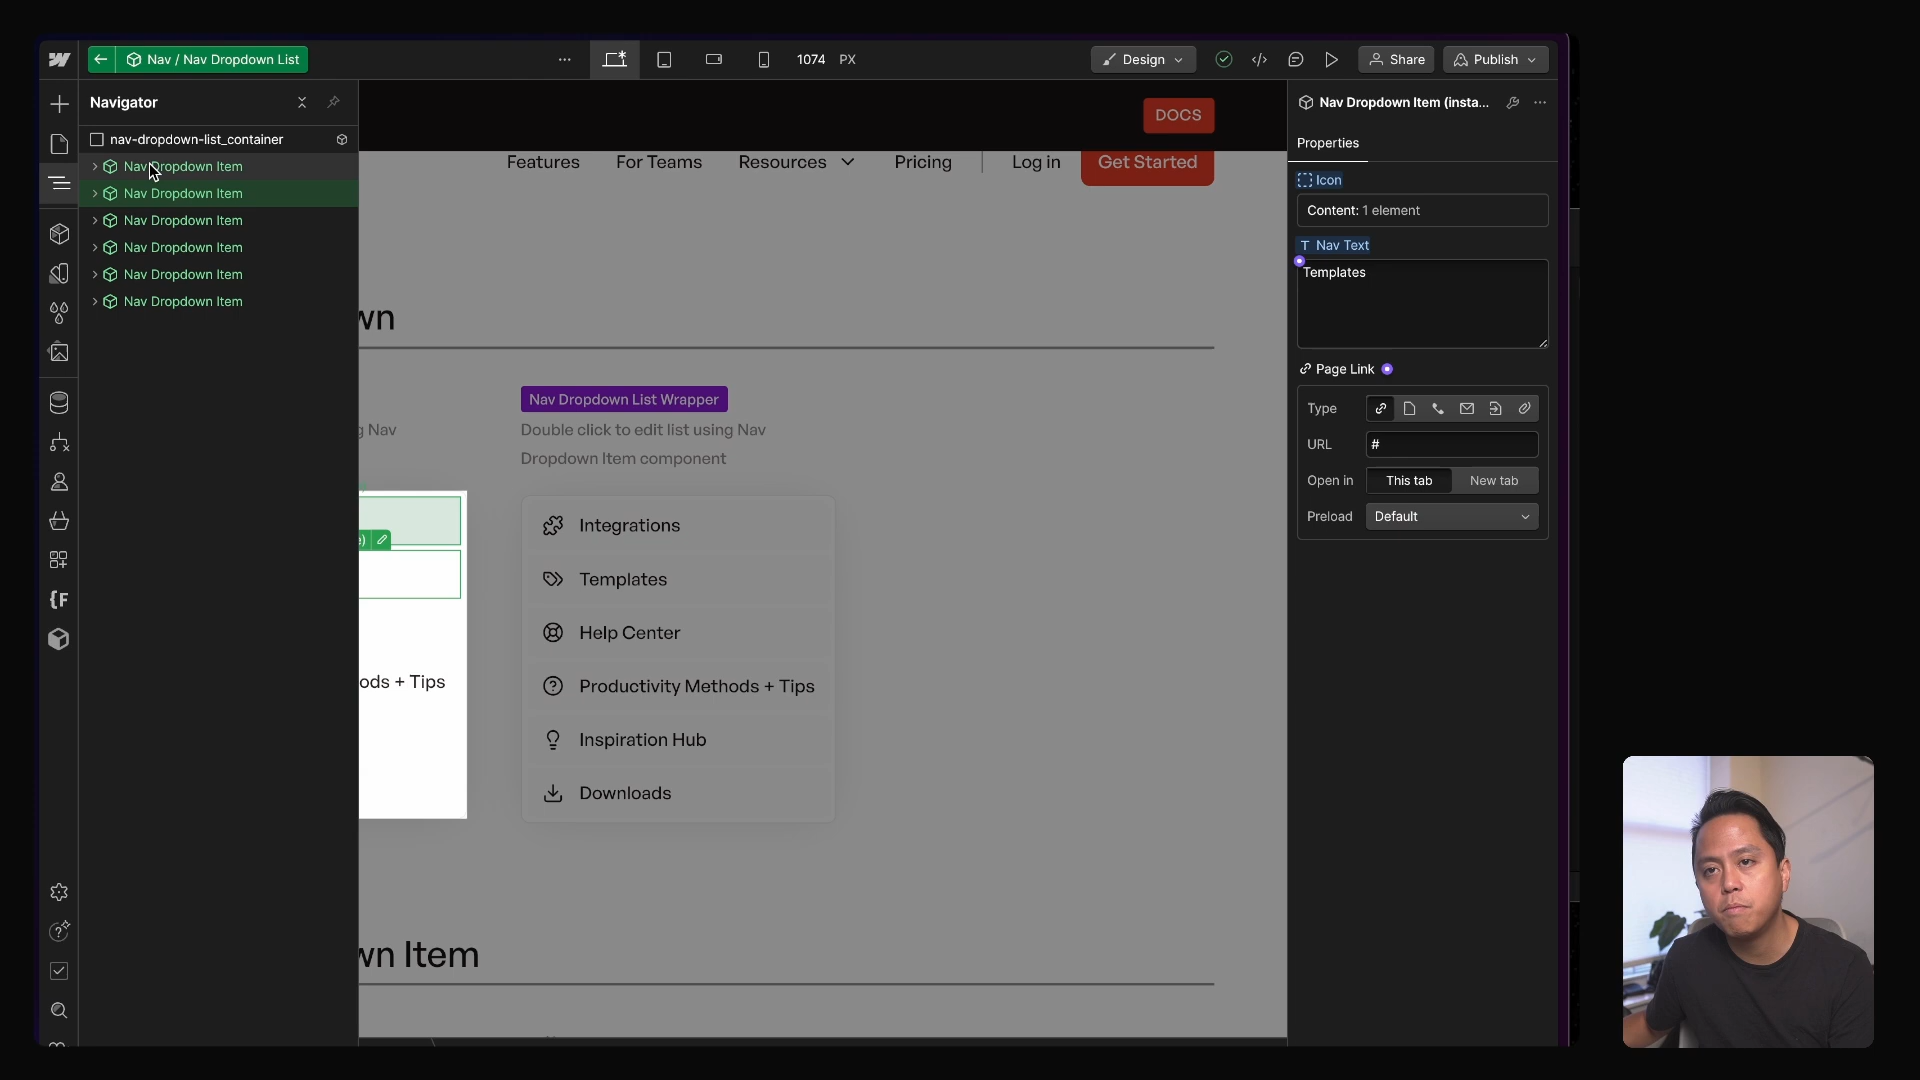 Nav / Nav Dropdown List
1074 PX
Design
Share
Publish
Navigator
nav-dropdown-list_container
Nav Dropdown Item
Nav Dropdown Item
Nav Dropdown Item
Nav Dropdown Item
Nav Dropdown Item
Nav Dropdown Item
DOCS
Features
For Teams
Resources
Pricing
Log in
Get Started
wn
g Nav
e)
ods + Tips
Nav Dropdown List Wrapper
Double click to edit list using Nav
Dropdown Item component
Integrations
Templates
Help Center
Productivity Methods + Tips
Inspiration Hub
Downloads
wn Item
Nav Dropdown Item (insta...
Properties
Icon
Content: 1 element
T Nav Text
Templates
Page Link
Type
URL
#
Open in
This tab
New tab
Preload
Default